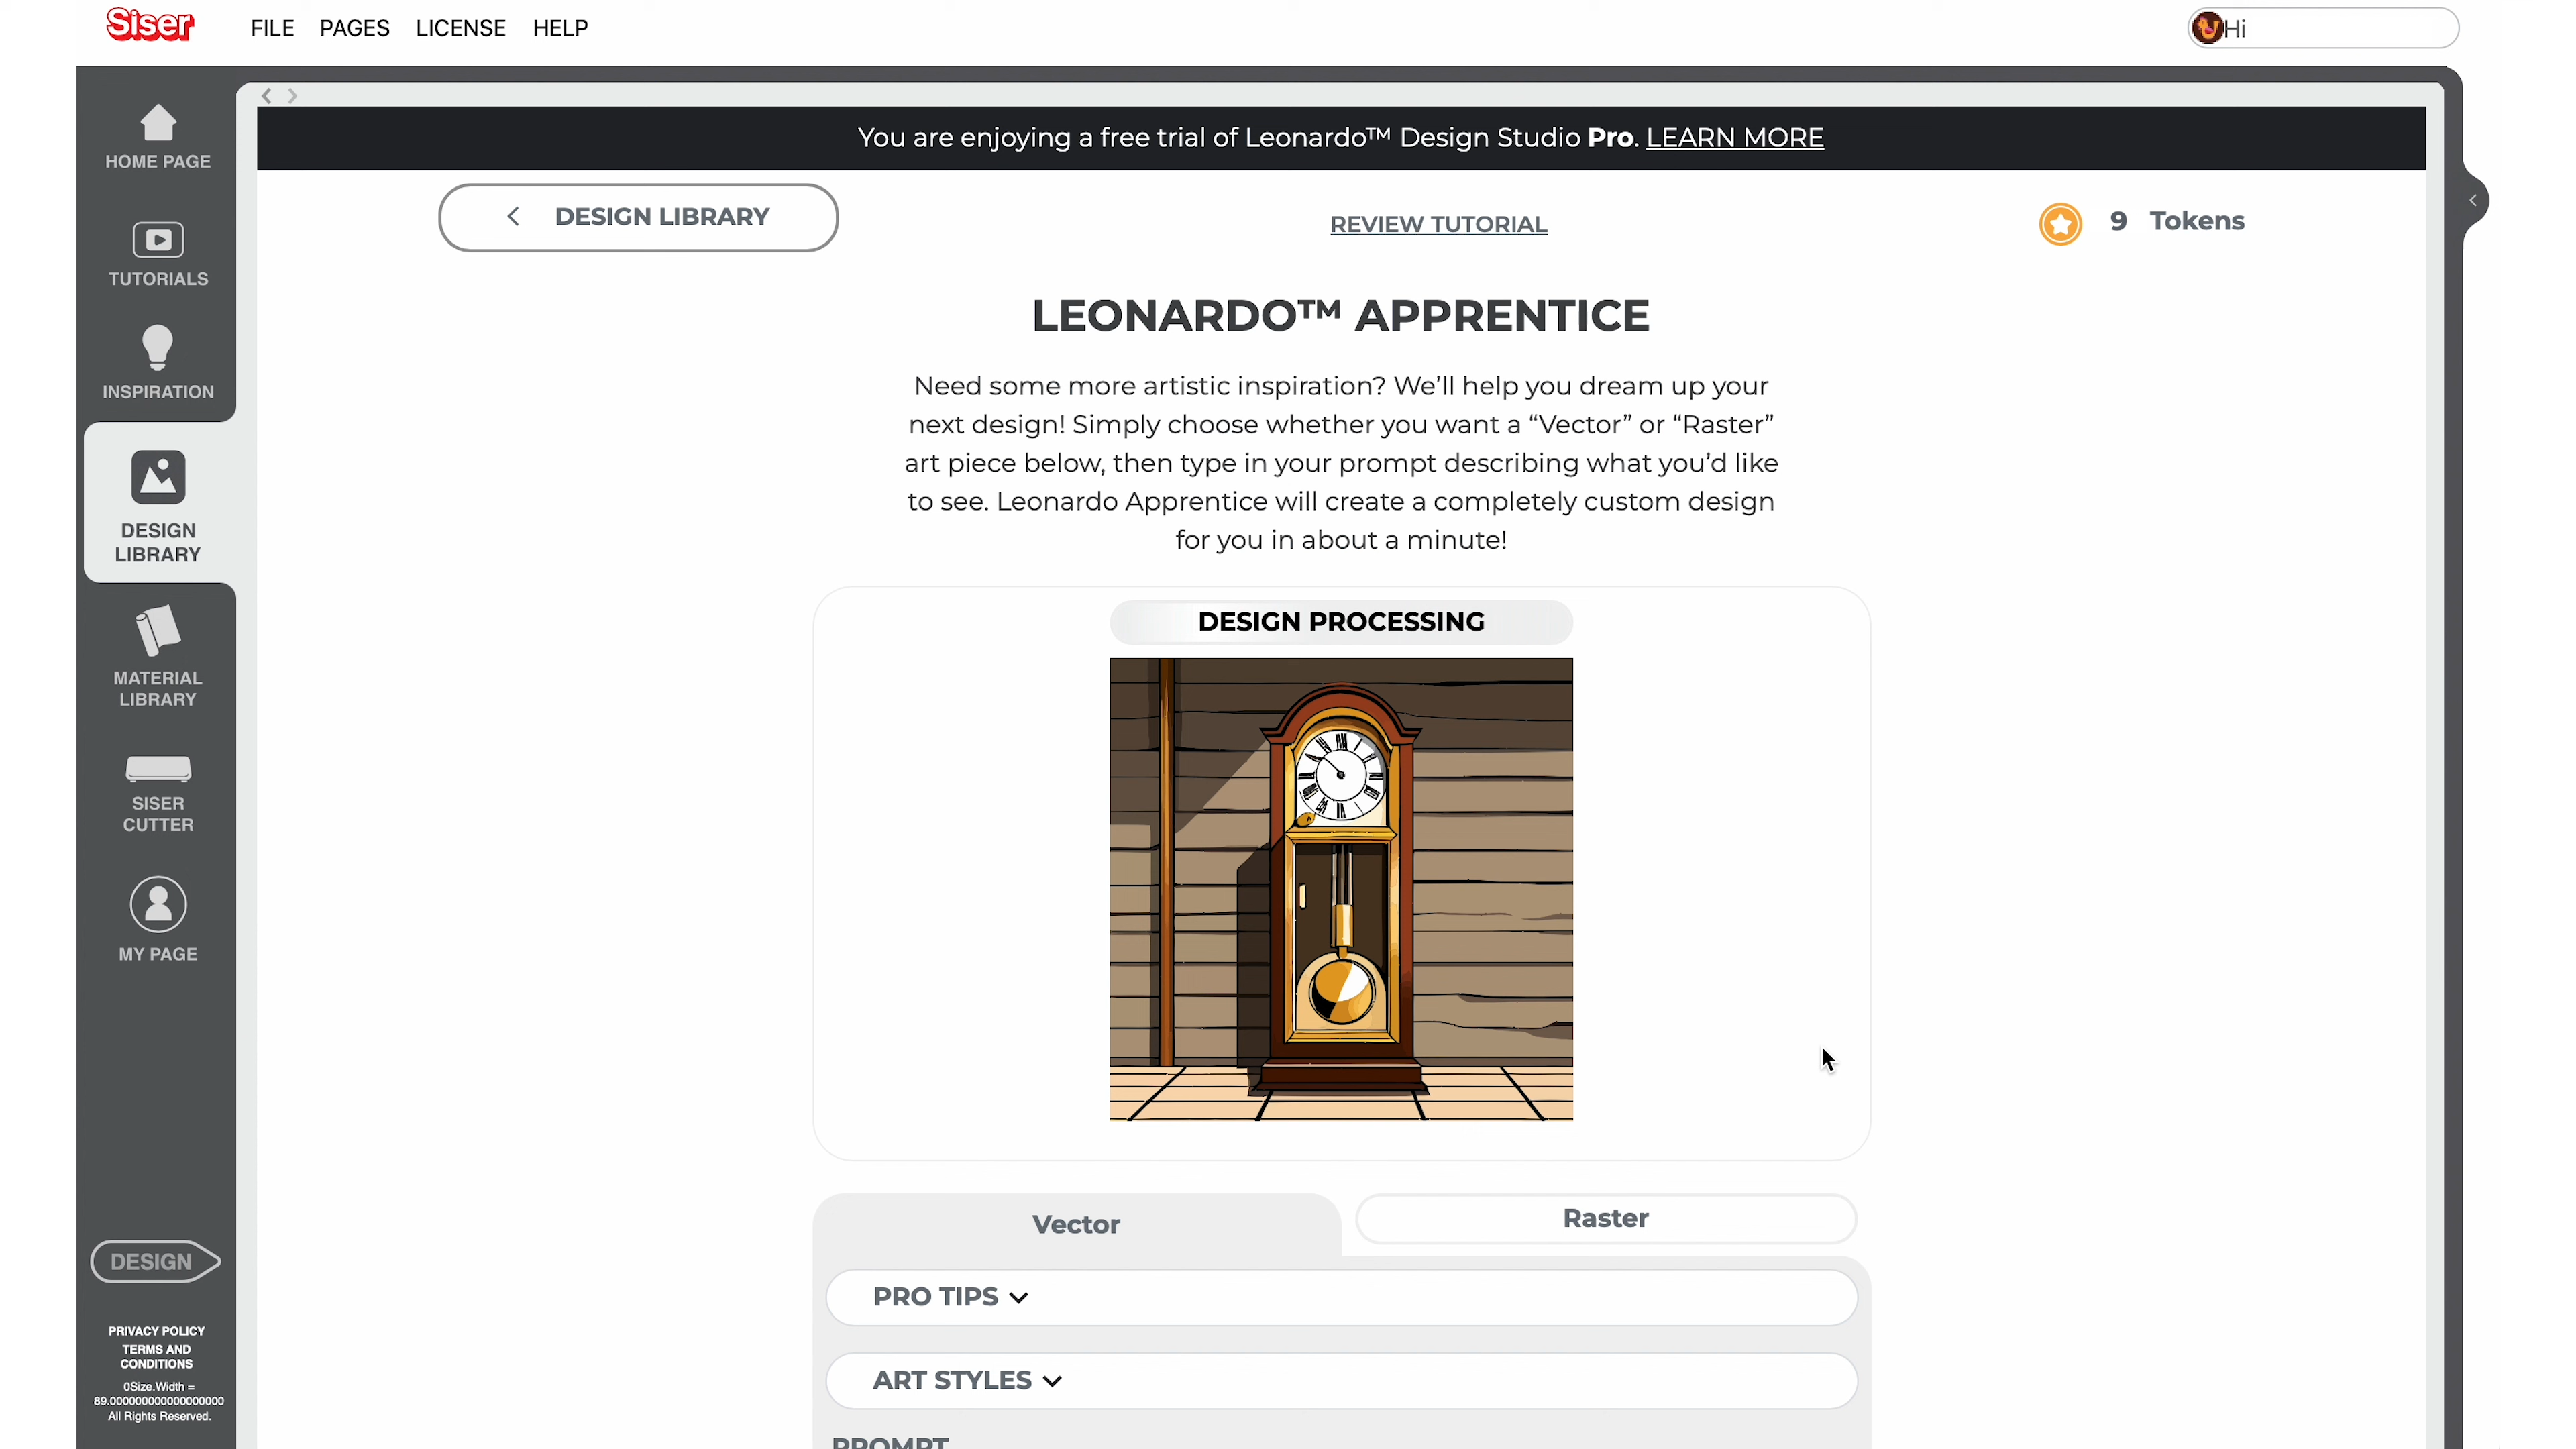 Siser
FILE PAGES LICENSE HELP
Hi
HOME PAGE
TUTORIALS
INSPIRATION
DESIGN
LIBRARY
MATERIAL
LIBRARY
SISER
CUTTER
MY PAGE
DESIGN
PRIVACY POLICY
TERMS AND
CONDITIONS
0Size.Width =
89.000000000000000000
All Rights Reserved.
You are enjoying a free trial of Leonardo™ Design Studio Pro. LEARN MORE
DESIGN LIBRARY
REVIEW TUTORIAL
9 Tokens
LEONARDO™ APPRENTICE
Need some more artistic inspiration? We’ll help you dream up your
next design! Simply choose whether you want a “Vector” or “Raster”
art piece below, then type in your prompt describing what you’d like
to see. Leonardo Apprentice will create a completely custom design
for you in about a minute!
DESIGN PROCESSING
Vector
Raster
PRO TIPS
ART STYLES
PROMPT